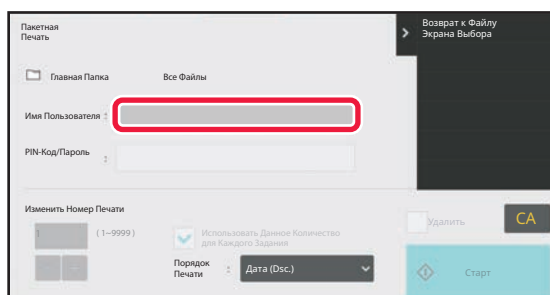 Пакетная
Печать
Возврат к Файлу
Экрана Выбора
Главная Папка
Все Файлы
Имя Пользователя :
PIN-Код/Пароль :
Изменить Номер Печати
1
(1~9999)
Использовать Данное Количество
для Каждого Задания
Порядок
Печати : Дата (Dsc.)
Удалить
CA
Старт